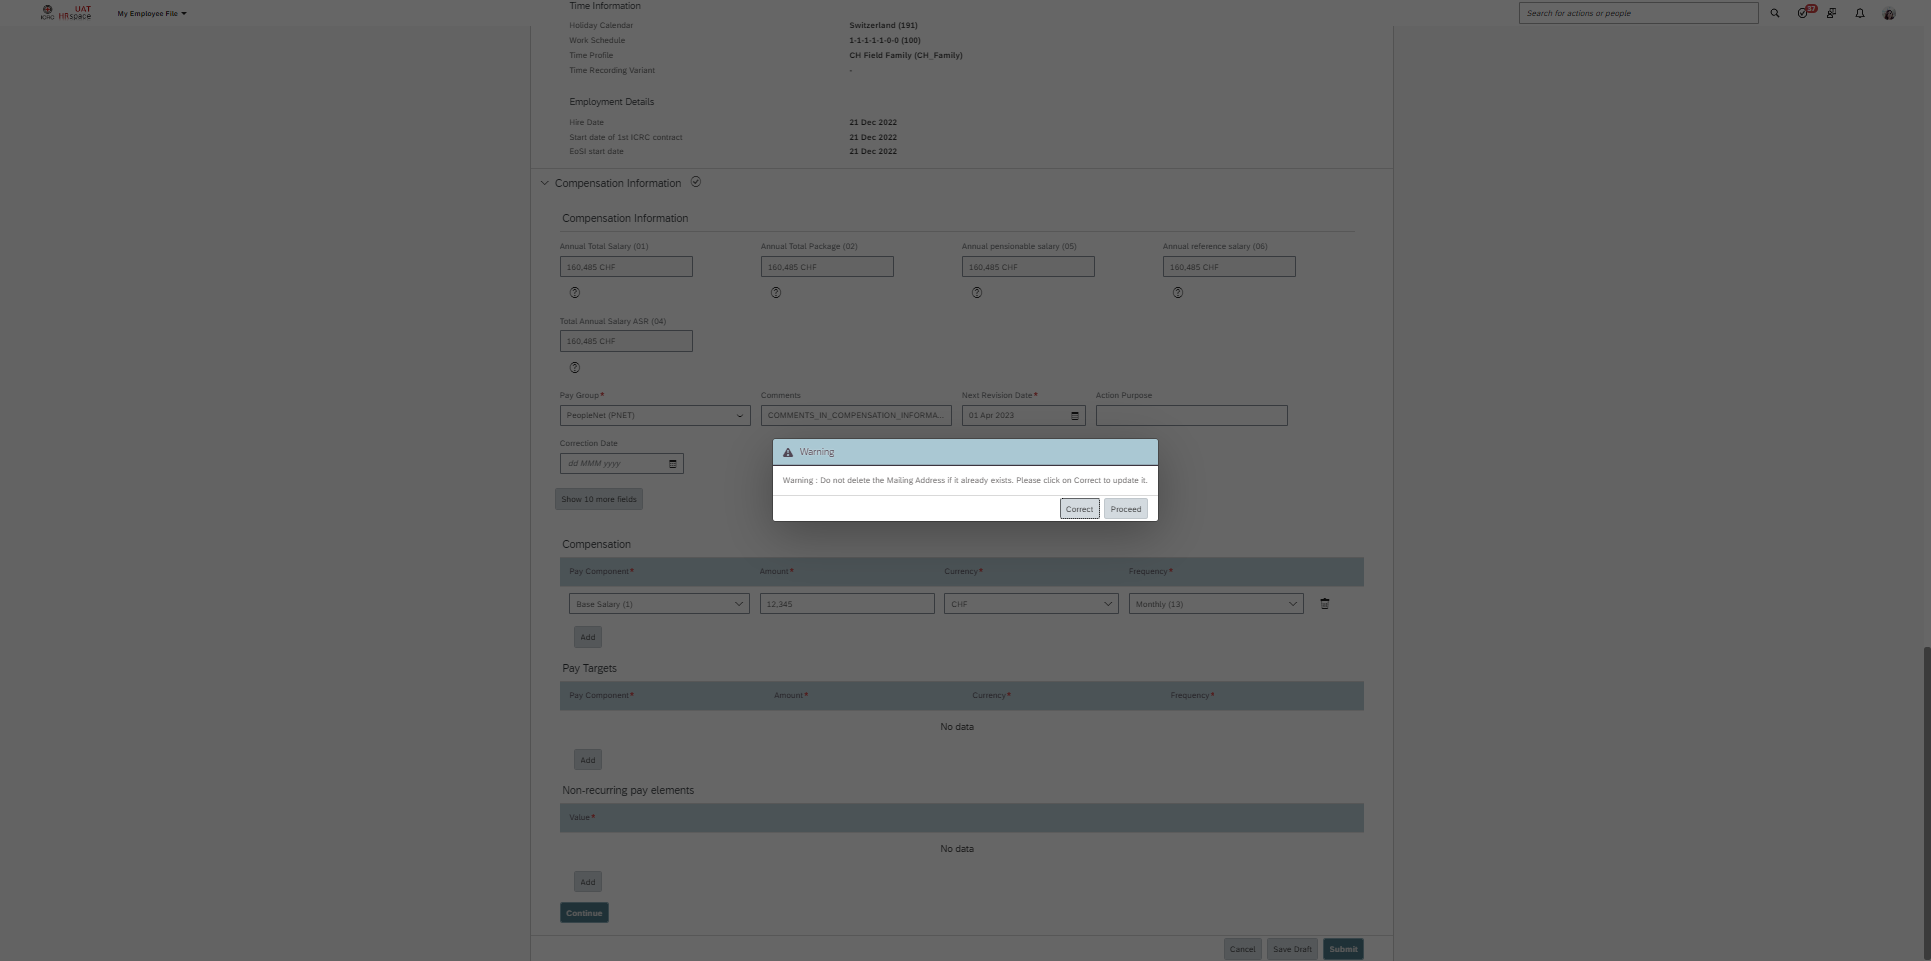 ICRC UAT HRspace My Employee File Search for actions or people 37
Time Information
Holiday Calendar Switzerland (191)
Work Schedule 1-1-1-1-1-0-0 (100)
Time Profile CH Field Family (CH_Family)
Time Recording Variant -
Employment Details
Hire Date 21 Dec 2022
Start date of 1st ICRC contract 21 Dec 2022
EoSI start date 21 Dec 2022
Compensation Information
Compensation Information
Annual Total Salary (01) Annual Total Package (02) Annual pensionable salary (05) Annual reference salary (06)
160,485 CHF 160,485 CHF 160,485 CHF 160,485 CHF
Total Annual Salary ASR (04)
160,485 CHF
Pay Group* Comments Next Revision Date* Action Purpose
PeopleNet (PNET) COMMENTS_IN_COMPENSATION_INFORMA... 01 Apr 2023
Correction Date
dd MMM yyyy
Show 10 more fields
Warning
Warning : Do not delete the Mailing Address if it already exists. Please click on Correct to update it.
Correct Proceed
Compensation
Pay Component* Amount* Currency* Frequency*
Base Salary (1) 12,345 CHF Monthly (13)
Add
Pay Targets
Pay Component* Amount* Currency* Frequency*
No data
Add
Non-recurring pay elements
Value*
No data
Add
Continue
Cancel Save Draft Submit